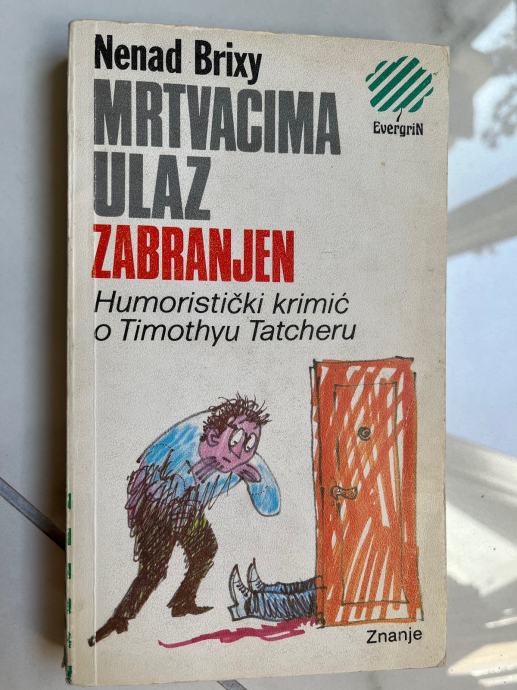 Nenad Brixy
MRTVACIMA
ULAZ
ZABRANJEN
Humoristički krimić
o Timothyu Tatcheru
EvergriN
Znanje